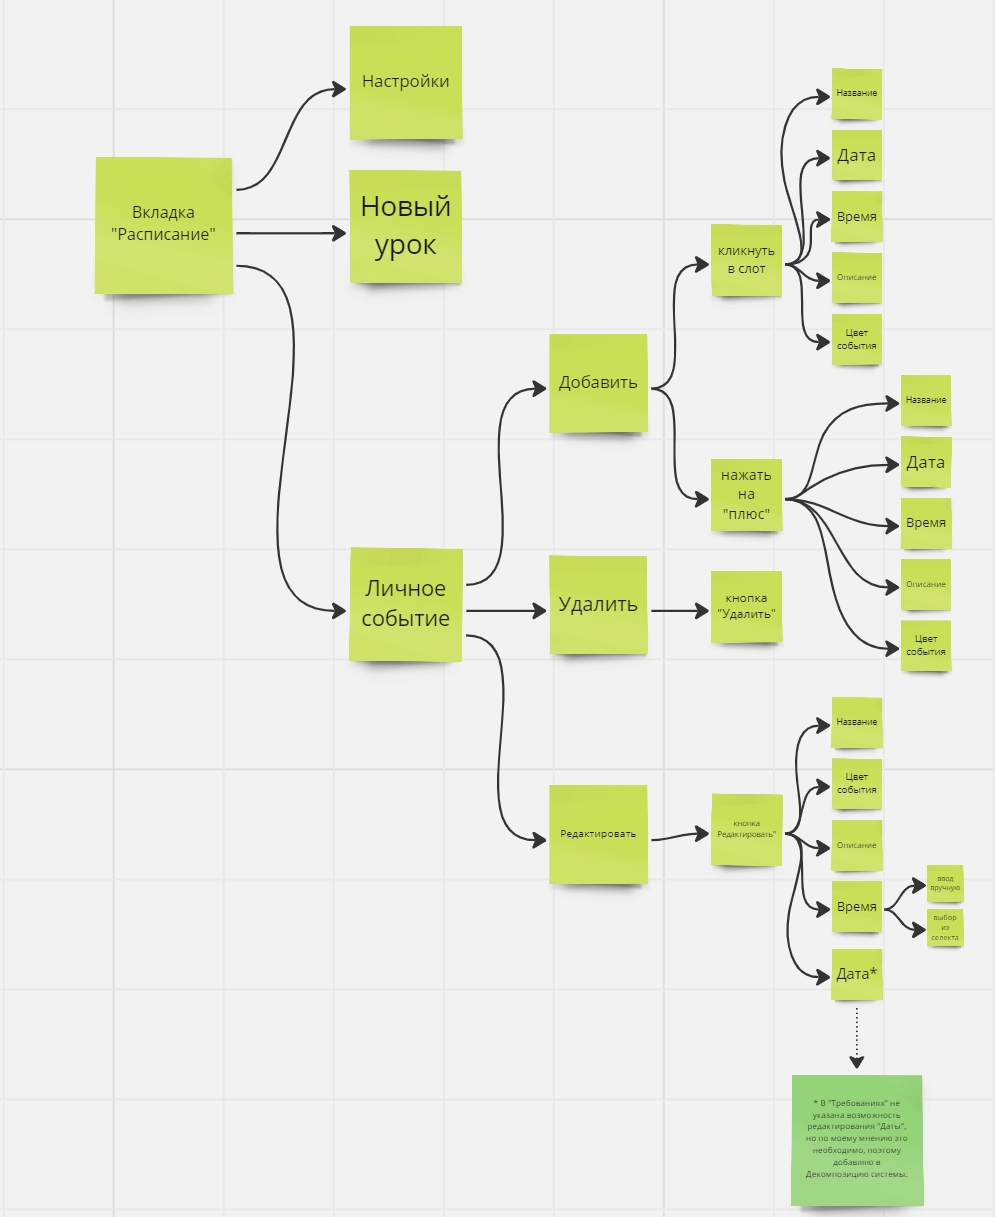 Настройки
Вкладка
"Расписание"
Новый
урок
Личное
событие
Добавить
кликнуть
в слот
Название
Дата
Время
Описание
Цвет
события
нажать
на
"плюс"
Название
Дата
Время
Описание
Цвет
события
Удалить
кнопка
"Удалить"
Редактировать
кнопка
Редактировать"
Название
Цвет
события
Описание
Время
ввод
вручную
выбор
из
селекта
Дата*
* В "Требованиях" не
указана возможность
редактирования "Даты",
но по моему мнению это
необходимо, поэтому
добавляю в
Декомпозицию системы.